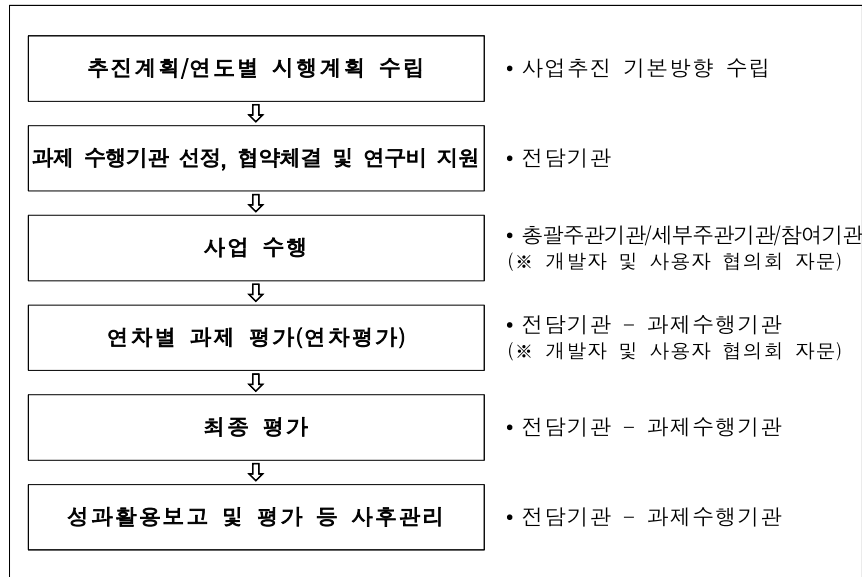 추진계획/연도별 시행계획 수립
• 사업추진 기본방향 수립
과제 수행기관 선정, 협약체결 및 연구비 지원
• 전담기관
사업 수행
• 총괄주관기관/세부주관기관/참여기관
(※ 개발자 및 사용자 협의회 자문)
연차별 과제 평가(연차평가)
• 전담기관 – 과제수행기관
(※ 개발자 및 사용자 협의회 자문)
최종 평가
• 전담기관 – 과제수행기관
성과활용보고 및 평가 등 사후관리
• 전담기관 – 과제수행기관